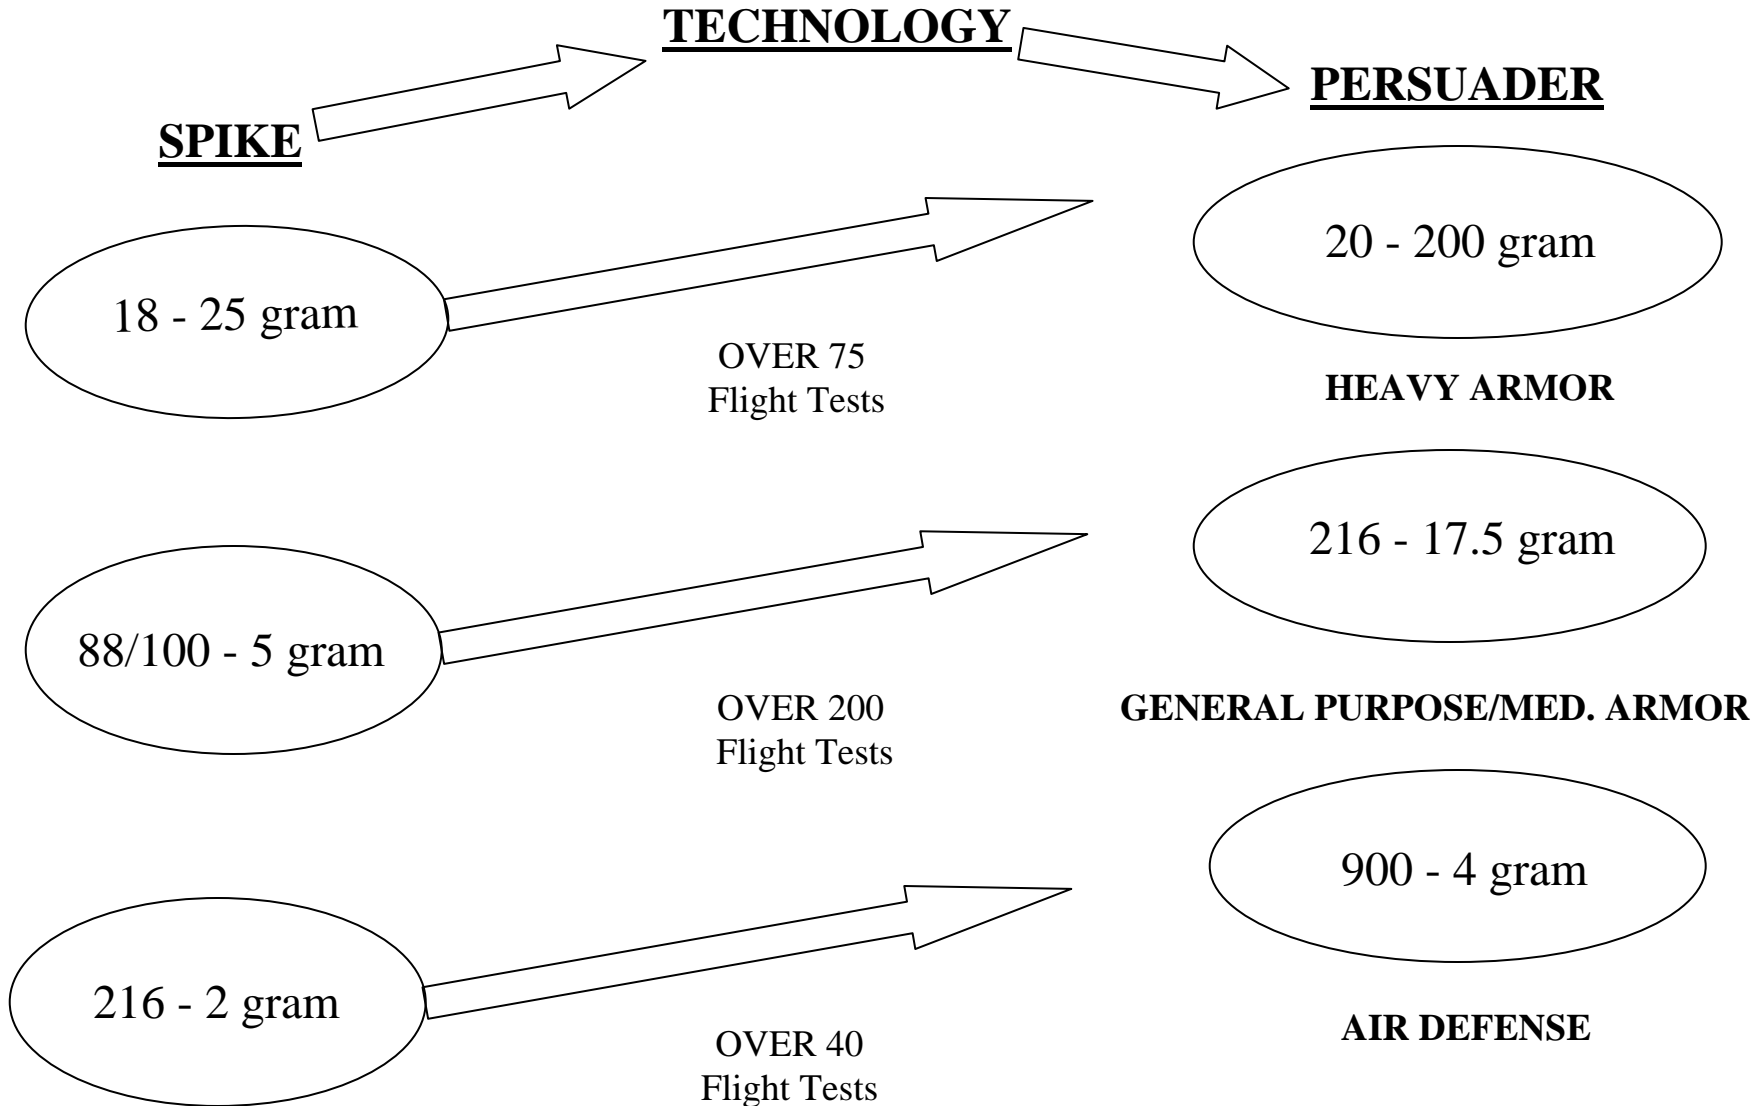 TECHNOLOGY
PERSUADER
SPIKE
20 - 200 gram
18 - 25 gram
OVER 75
Flight Tests
HEAVY ARMOR
216 - 17.5 gram
88/100 - 5 gram
OVER 200
Flight Tests
GENERAL PURPOSE/MED. ARMOR
900 - 4 gram
216 - 2 gram
AIR DEFENSE
OVER 40
Flight Tests